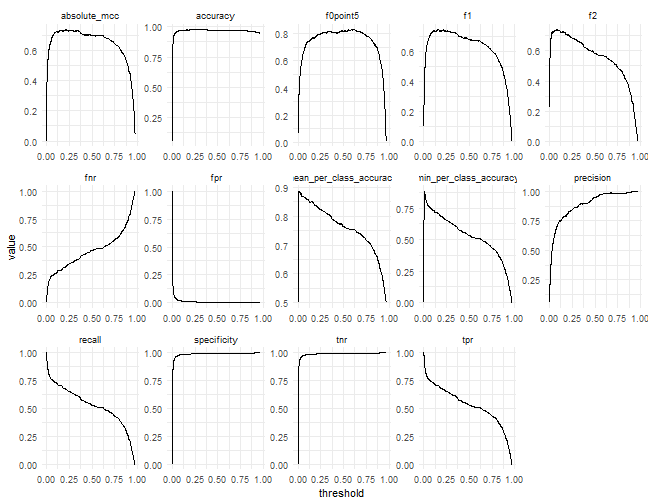 absolute_mcc accuracy f0point5 f1 f2
0.6 0.4 0.2 0.0
1.00 0.75 0.50 0.25
0.8 0.6 0.4 0.2 0.0
0.6 0.4 0.2 0.0
0.6 0.4 0.2 0.0
0.00 0.25 0.50 0.75 1.00 0.00 0.25 0.50 0.75 1.00 0.00 0.25 0.50 0.75 1.00 0.00 0.25 0.50 0.75 1.00 0.00 0.25 0.50 0.75 1.00
fnr fpr ean_per_class_accurac min_per_class_accuracy precision
1.00 0.75 0.50 0.25 0.00
1.00 0.75 0.50 0.25 0.00
0.9 0.8 0.7 0.6 0.5
0.75 0.50 0.25 0.00
1.00 0.75 0.50 0.25
value
0.00 0.25 0.50 0.75 1.00 0.00 0.25 0.50 0.75 1.00 0.00 0.25 0.50 0.75 1.00 0.00 0.25 0.50 0.75 1.00 0.00 0.25 0.50 0.75 1.00
recall specificity tnr tpr
1.00 0.75 0.50 0.25 0.00
1.00 0.75 0.50 0.25 0.00
1.00 0.75 0.50 0.25 0.00
1.00 0.75 0.50 0.25 0.00
0.00 0.25 0.50 0.75 1.00 0.00 0.25 0.50 0.75 1.00 0.00 0.25 0.50 0.75 1.00 0.00 0.25 0.50 0.75 1.00
threshold